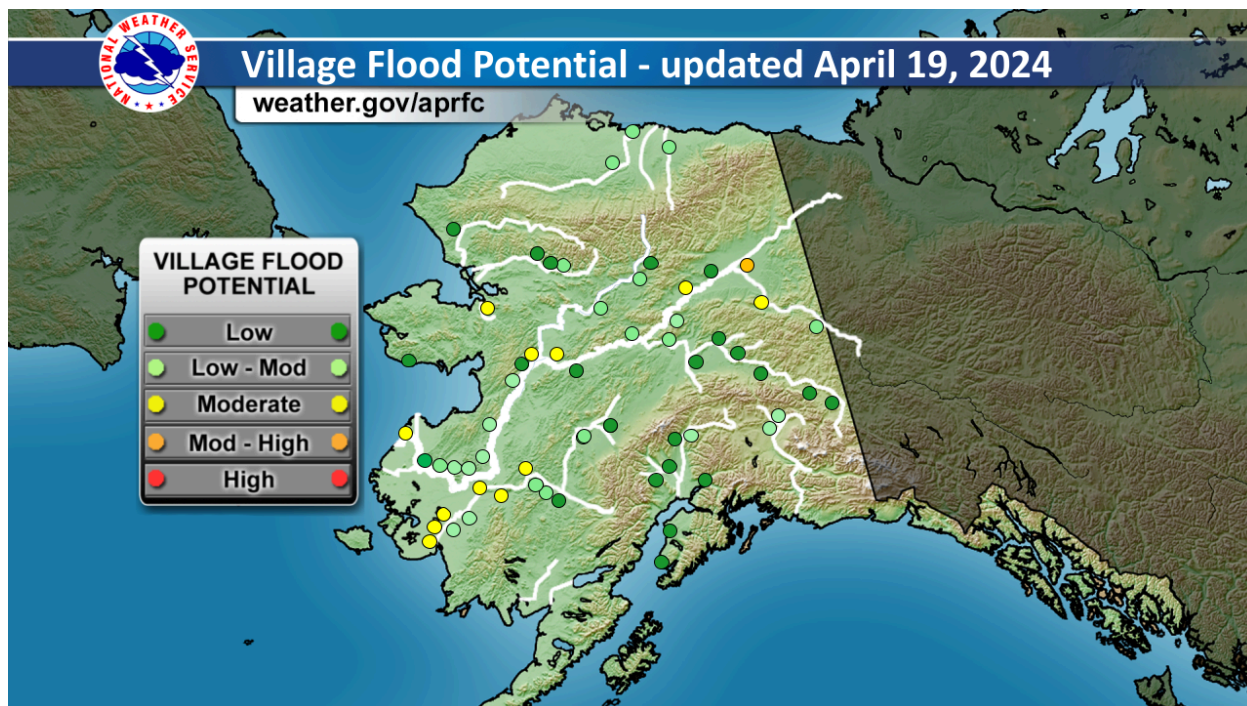 NATIONAL WEATHER SERVICE
Village Flood Potential - updated April 19, 2024
weather.gov/aprfc
VILLAGE FLOOD
POTENTIAL
Low
Low - Mod
Moderate
Mod - High
High